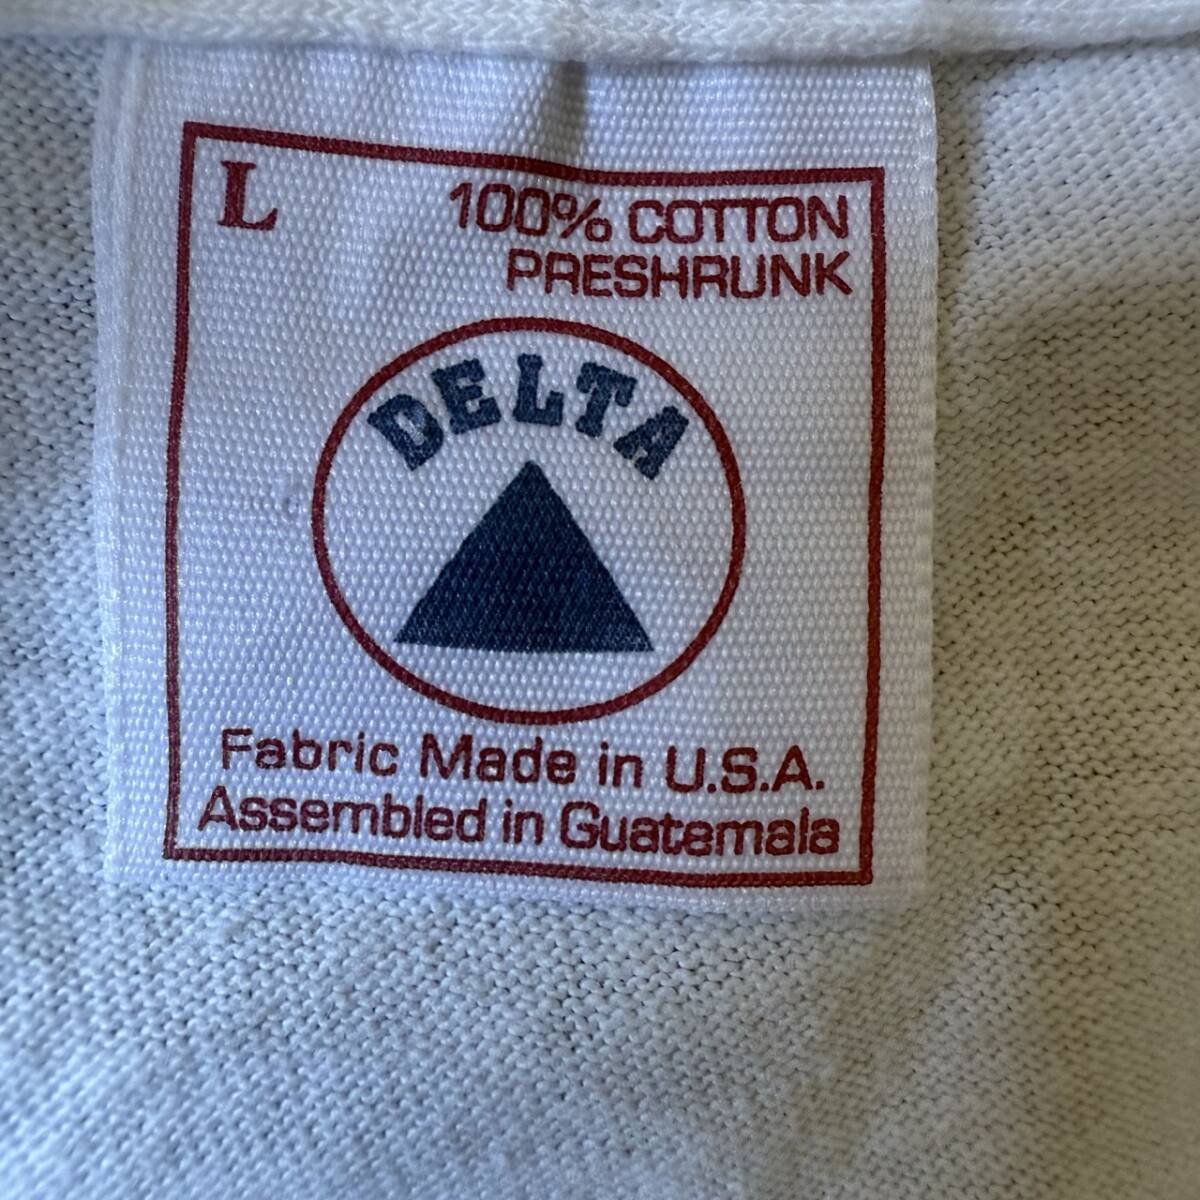 L
100% COTTON
PRESHRUNK
DELTA
Fabric Made in U.S.A.
Assembled in Guatemala